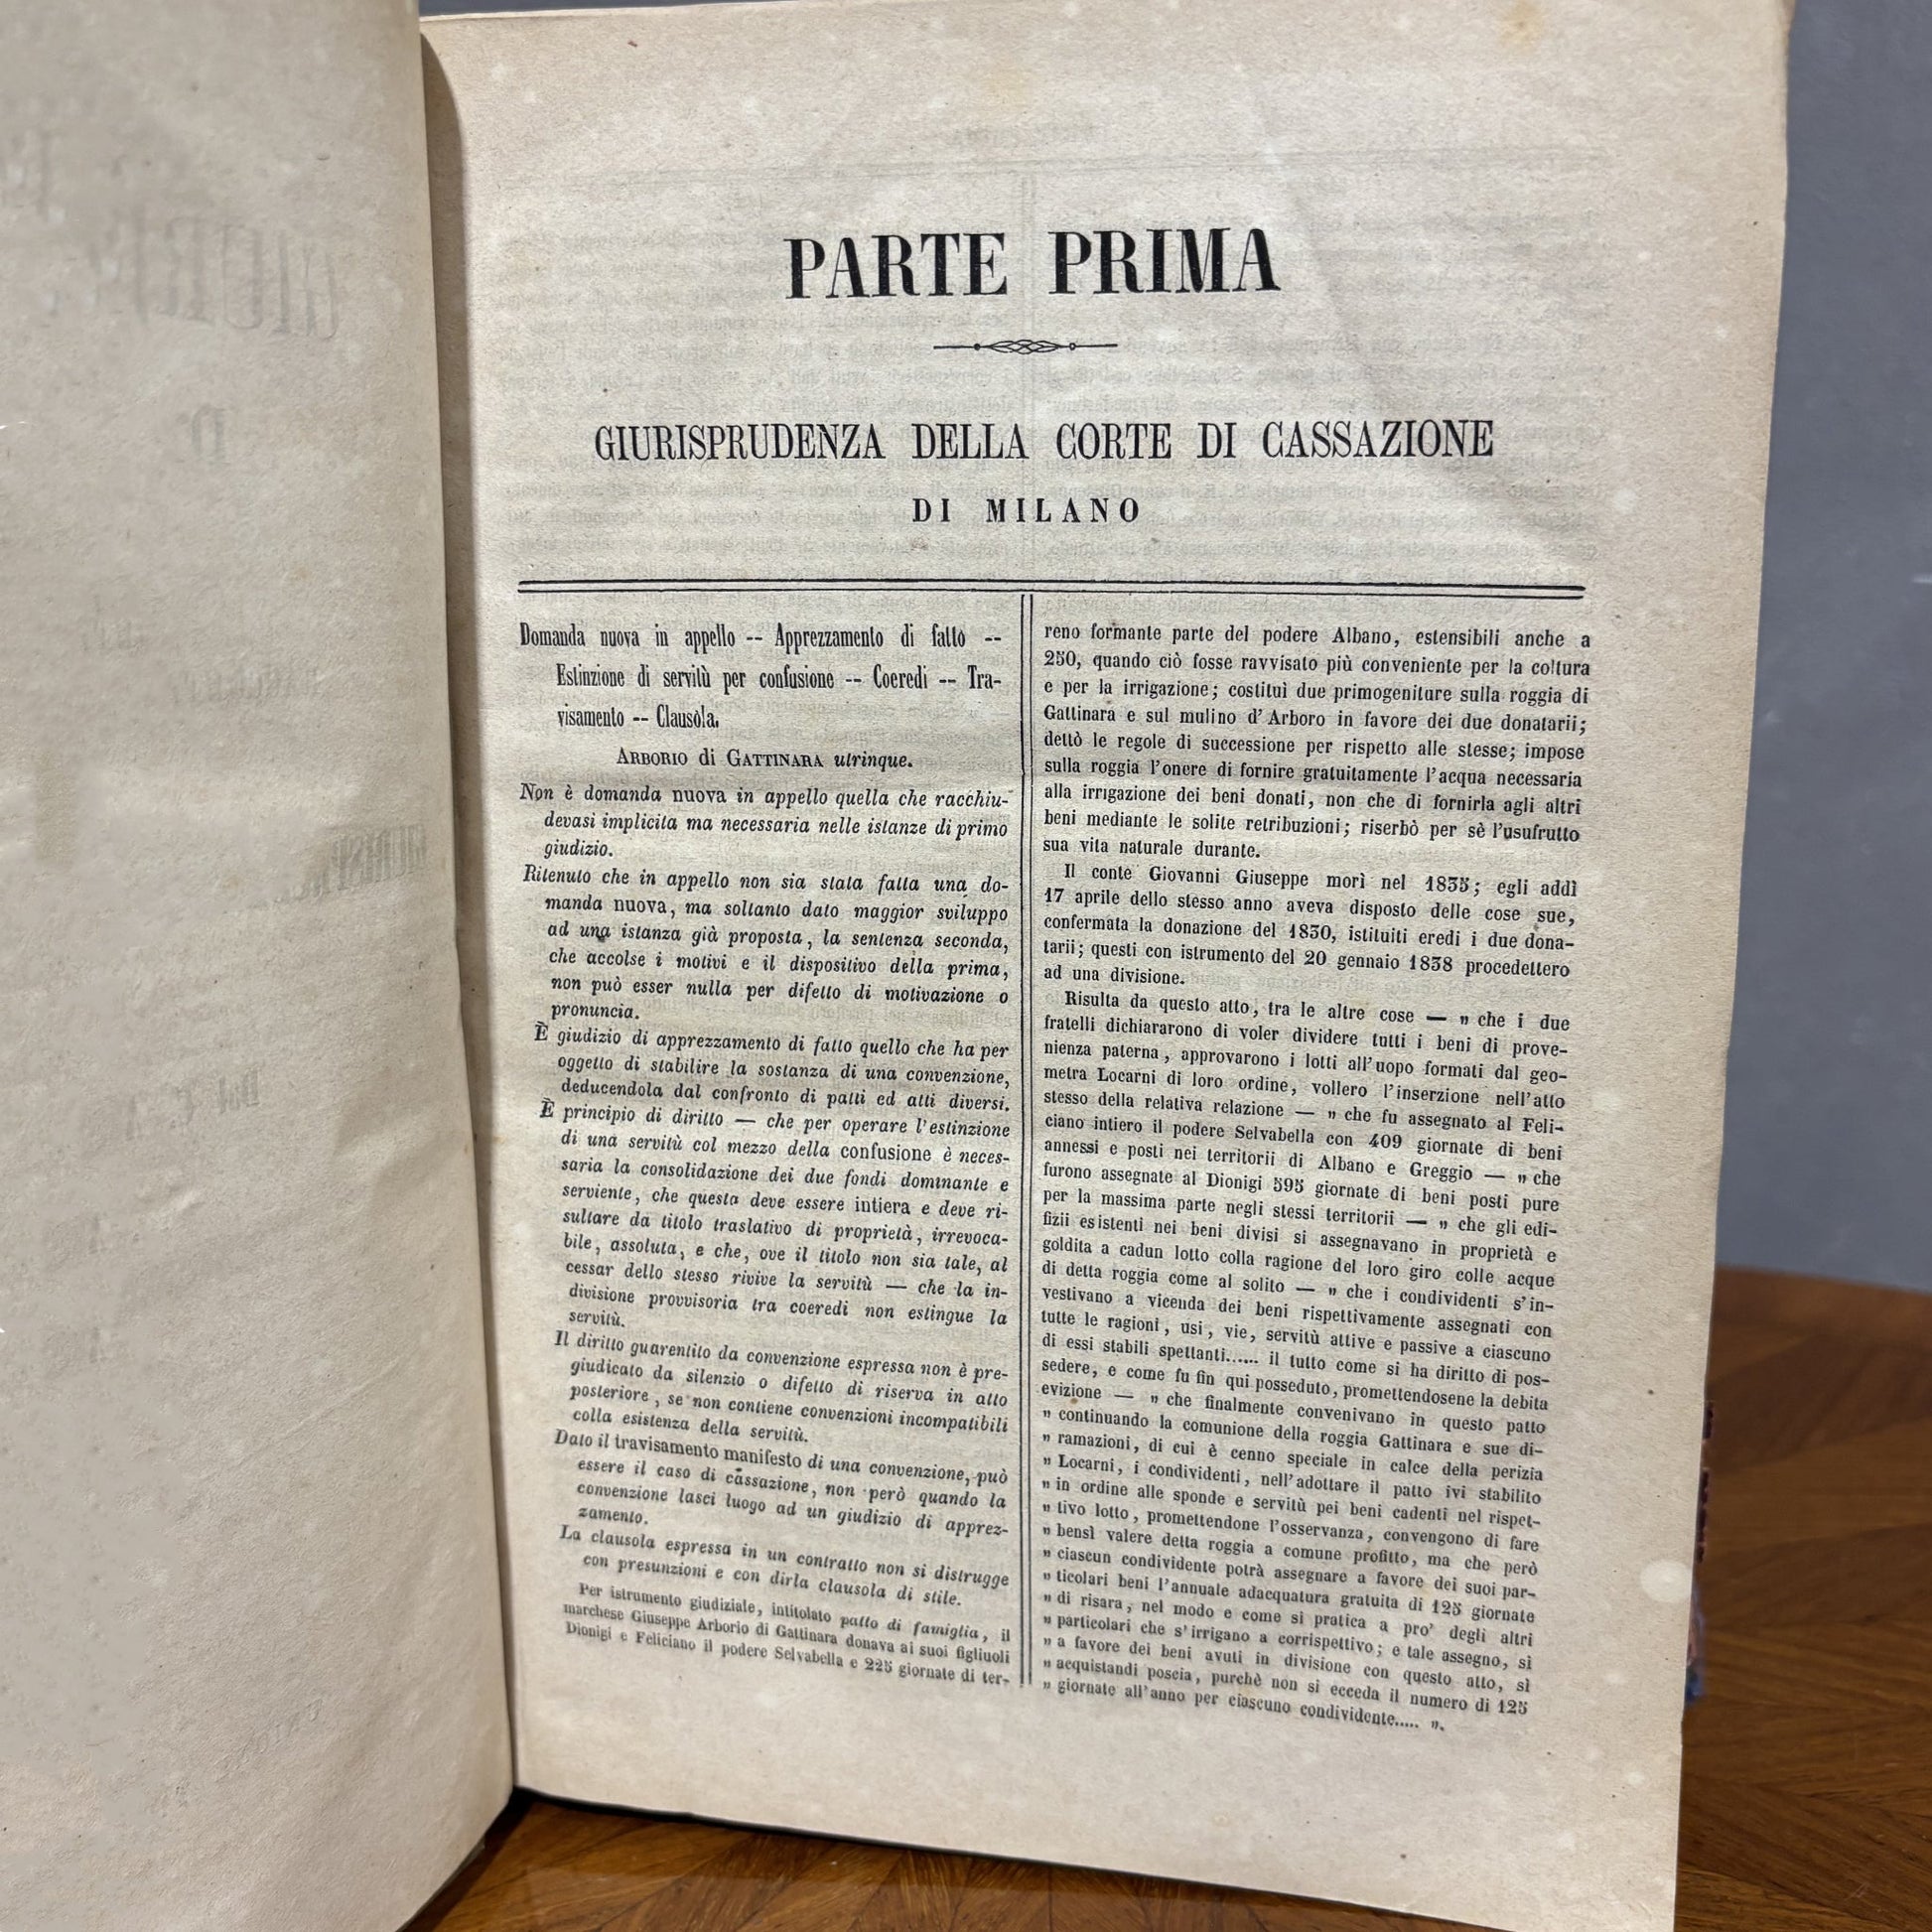 PARTE PRIMA
GIURISPRUDENZA DELLA CORTE DI CASSAZIONE
DI MILANO
Domanda nuova in appello -- Apprezzamento di fatto --
Estinzione di servitù per confusione -- Coeredi -- Tra-
visamento -- Clausola.
ARBORIO di GATTINARA utrinque.
Non è domanda nuova in appello quella che racchiu-
devasi implicita ma necessaria nelle istanze di primo
giudizio.
Ritenuto che in appello non sia stata fatta una do-
manda nuova, ma soltanto dato maggior sviluppo
ad una istanza già proposta, la sentenza seconda,
che accolse i motivi e il dispositivo della prima,
non può esser nulla per difetto di motivazione o
pronuncia.
È giudizio di apprezzamento di fatto quello che ha per
oggetto di stabilire la sostanza di una convenzione,
deducendola dal confronto di patti ed atti diversi.
È principio di diritto — che per operare l'estinzione
di una servitù col mezzo della confusione è neces-
saria la consolidazione dei due fondi dominante e
serviente, che questa deve essere intiera e deve ri-
sultare da titolo traslativo di proprietà, irrevoca-
bile, assoluta, e che, ove il titolo non sia tale, al
cessar dello stesso rivive la servitù — che la in-
divisione provvisoria tra coeredi non estingue la
servitù.
Il diritto guarentito da convenzione espressa non è pre-
giudicato da silenzio o difetto di riserva in atto
posteriore, se non contiene convenzioni incompatibili
colla esistenza della servitù.
Dato il travisamento manifesto di una convenzione, può
essere il caso di cassazione, non però quando la
convenzione lasci luogo ad un giudizio di apprez-
zamento.
La clausola espressa in un contratto non si distrugge
con presunzioni e con dirla clausola di stile.
Per istrumento giudiziale, intitolato patto di famiglia, il
marchese Giuseppe Arborio di Gattinara donava ai suoi figliuoli
Dionigi e Feliciano il podere Selvabella e 225 giornate di ter-
reno formante parte del podere Albano, estensibili anche a
250, quando ciò fosse ravvisato più conveniente per la coltura
e per la irrigazione; costituì due primogeniture sulla roggia di
Gattinara e sul mulino d'Arboro in favore dei due donatarii;
dettò le regole di successione per rispetto alle stesse; impose
sulla roggia l'onere di fornire gratuitamente l'acqua necessaria
alla irrigazione dei beni donati, non che di fornirla agli altri
beni mediante le solite retribuzioni; riserbò per sè l'usufrutto
sua vita naturale durante.
Il conte Giovanni Giuseppe morì nel 1835; egli addì
17 aprile dello stesso anno aveva disposto delle cose sue,
confermata la donazione del 1830, istituiti eredi i due dona-
tarii; questi con istrumento del 20 gennaio 1838 procedettero
ad una divisione.
Risulta da questo atto, tra le altre cose — „ che i due
fratelli dichiararono di voler dividere tutti i beni di prove-
nienza paterna, approvarono i lotti all'uopo formati dal geo-
metra Locarni di loro ordine, vollero l'inserzione nell'atto
stesso della relativa relazione — „ che fu assegnato al Feli-
ciano intiero il podere Selvabella con 409 giornate di beni
annessi e posti nei territorii di Albano e Greggio — „ che
furono assegnate al Dionigi 595 giornate di beni posti pure
per la massima parte negli stessi territorii — „ che gli edi-
fizii esistenti nei beni divisi si assegnavano in proprietà e
goldita a cadun lotto colla ragione del loro giro colle acque
di detta roggia come al solito — „ che i condividenti s'in-
vestivano a vicenda dei beni rispettivamente assegnati con
tutte le ragioni, usi, vie, servitù attive e passive a ciascuno
di essi stabili spettanti...... il tutto come si ha diritto di pos-
sedere, e come fu fin qui posseduto, promettendosene la debita
evizione — „ che finalmente convenivano in questo patto
„ continuando la comunione della roggia Gattinara e sue di-
„ ramazioni, di cui è cenno speciale in calce della perizia
„ Locarni, i condividenti, nell'adottare il patto ivi stabilito
„ in ordine alle sponde e servitù pei beni cadenti nel rispet-
„ tivo lotto, promettendone l'osservanza, convengono di fare
„ bensì valere detta roggia a comune profitto, ma che però
„ ciascun condividente potrà assegnare a favore dei suoi par-
„ ticolari beni l'annuale adacquatura gratuita di 125 giornate
„ di risara, nel modo e come si pratica a pro' degli altri
„ particolari che s'irrigano a corrispettivo; e tale assegno, sì
„ a favore dei beni avuti in divisione con questo atto, sì
„ acquistandi poscia, purchè non si ecceda il numero di 125
„ giornate all'anno per ciascuno condividente..... „.